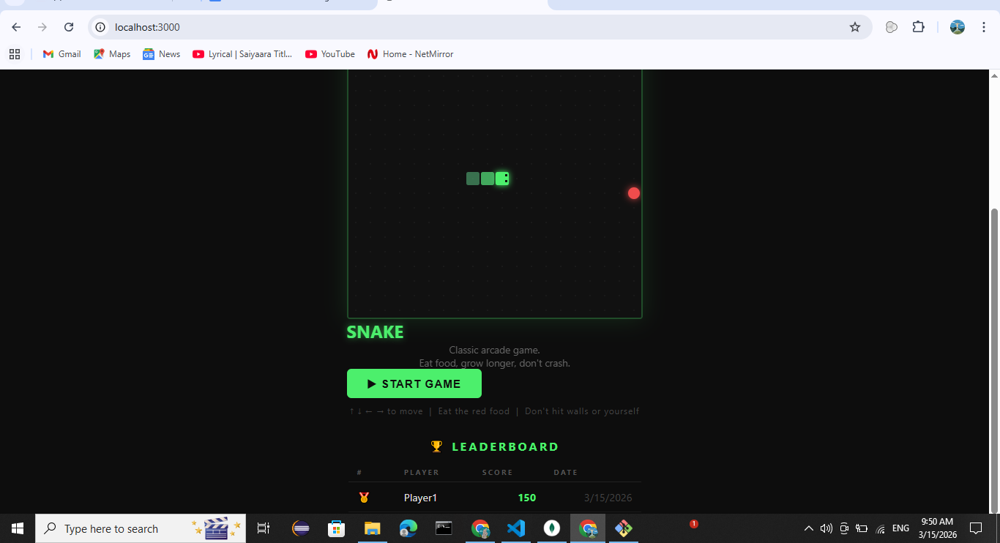 localhost:3000
Gmail Maps News Lyrical | Saiyaara Titl... YouTube Home - NetMirror
SNAKE
Classic arcade game.
Eat food, grow longer, don't crash.
▶ START GAME
↑ ↓ ← → to move | Eat the red food | Don't hit walls or yourself
🏆 LEADERBOARD
# PLAYER SCORE DATE
🥇 Player1 150 3/15/2026
Type here to search
1
ENG
9:50 AM
3/15/2026